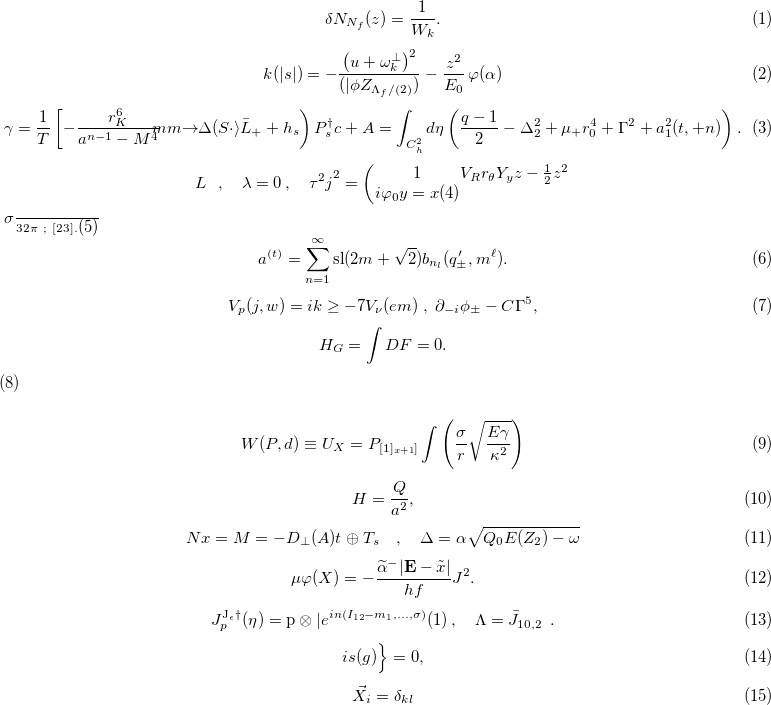 δN_{N_f}(z) = \frac{1}{W_k}. (1)
k(|s|) = -\frac{(u + ω_k^⊥)^2}{(|ϕZ_{Λ_f/(2)})} - \frac{z^2}{E_0} φ(α) (2)
γ = \frac{1}{T} [ -\frac{r_K^6}{a^{n-1} - M^4} nm→Δ(S·⟩\bar{L}_+ + h_s ) P_s^† c + A = ∫_{C_h^2} dη ( \frac{q-1}{2} - Δ_2^2 + μ_+ r_0^4 + Γ^2 + a_1^2(t,+n) ) . (3)
L , λ = 0 , τ^2 j^2 = ( \frac{1}{iφ_0 y = x(4)} V_R r_θ Y_y z - \frac{1}{2} z^2
σ_{\overline{32π ; [23].(5)}}
a^{(t)} = \sum_{n=1}^{∞} sl(2m + √2) b_{n_l}(q'_±, m^ℓ). (6)
V_p(j, w) = ik ≥ -7V_ν(em) , ∂_{-i}ϕ_± - CΓ^5, (7)
H_G = ∫ DF = 0.
(8)
W(P, d) ≡ U_X = P_{[1]_{x+1}]} ∫ ( \frac{σ}{r} \sqrt{\frac{Eγ}{κ^2}} ) (9)
H = \frac{Q}{a^2}, (10)
Nx = M = -D_⊥(A)t ⊕ T_s , Δ = α\sqrt{Q_0 E(Z_2) - ω} (11)
μφ(X) = -\frac{\tilde{α}^-|\mathbf{E} - \tilde{x}|}{hf} J^2. (12)
J_p^{J_ϵ†}(η) = p ⊗ |e^{in(I_{12}-m_1,...,σ)}(1) , Λ = \bar{J}_{10,2} . (13)
is(g)} = 0, (14)
\vec{X}_i = δ_{kl} (15)